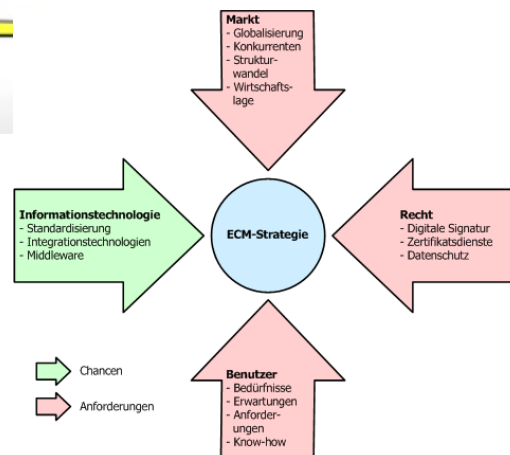 Markt
- Globalisierung
- Konkurrenten
- Struktur-
wandel
- Wirtschafts-
lage
Informationstechnologie
- Standardisierung
- Integrationstechnologien
- Middleware
ECM-Strategie
Recht
- Digitale Signatur
- Zertifikatsdienste
- Datenschutz
Benutzer
- Bedürfnisse
- Erwartungen
- Anforder-
ungen
- Know-how
Chancen
Anforderungen